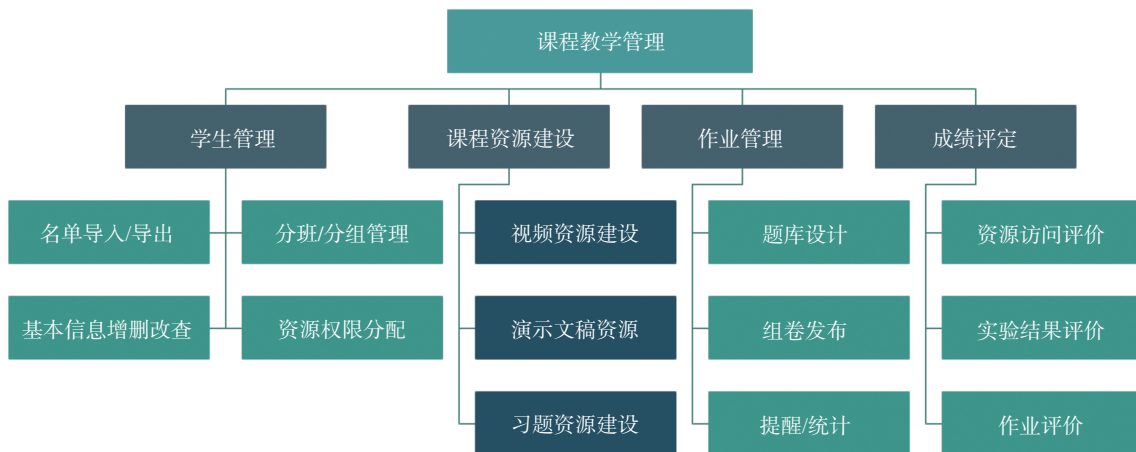 课程教学管理
学生管理
课程资源建设
作业管理
成绩评定
名单导入/导出
分班/分组管理
视频资源建设
题库设计
资源访问评价
基本信息增删改查
资源权限分配
演示文稿资源
组卷发布
实验结果评价
习题资源建设
提醒/统计
作业评价